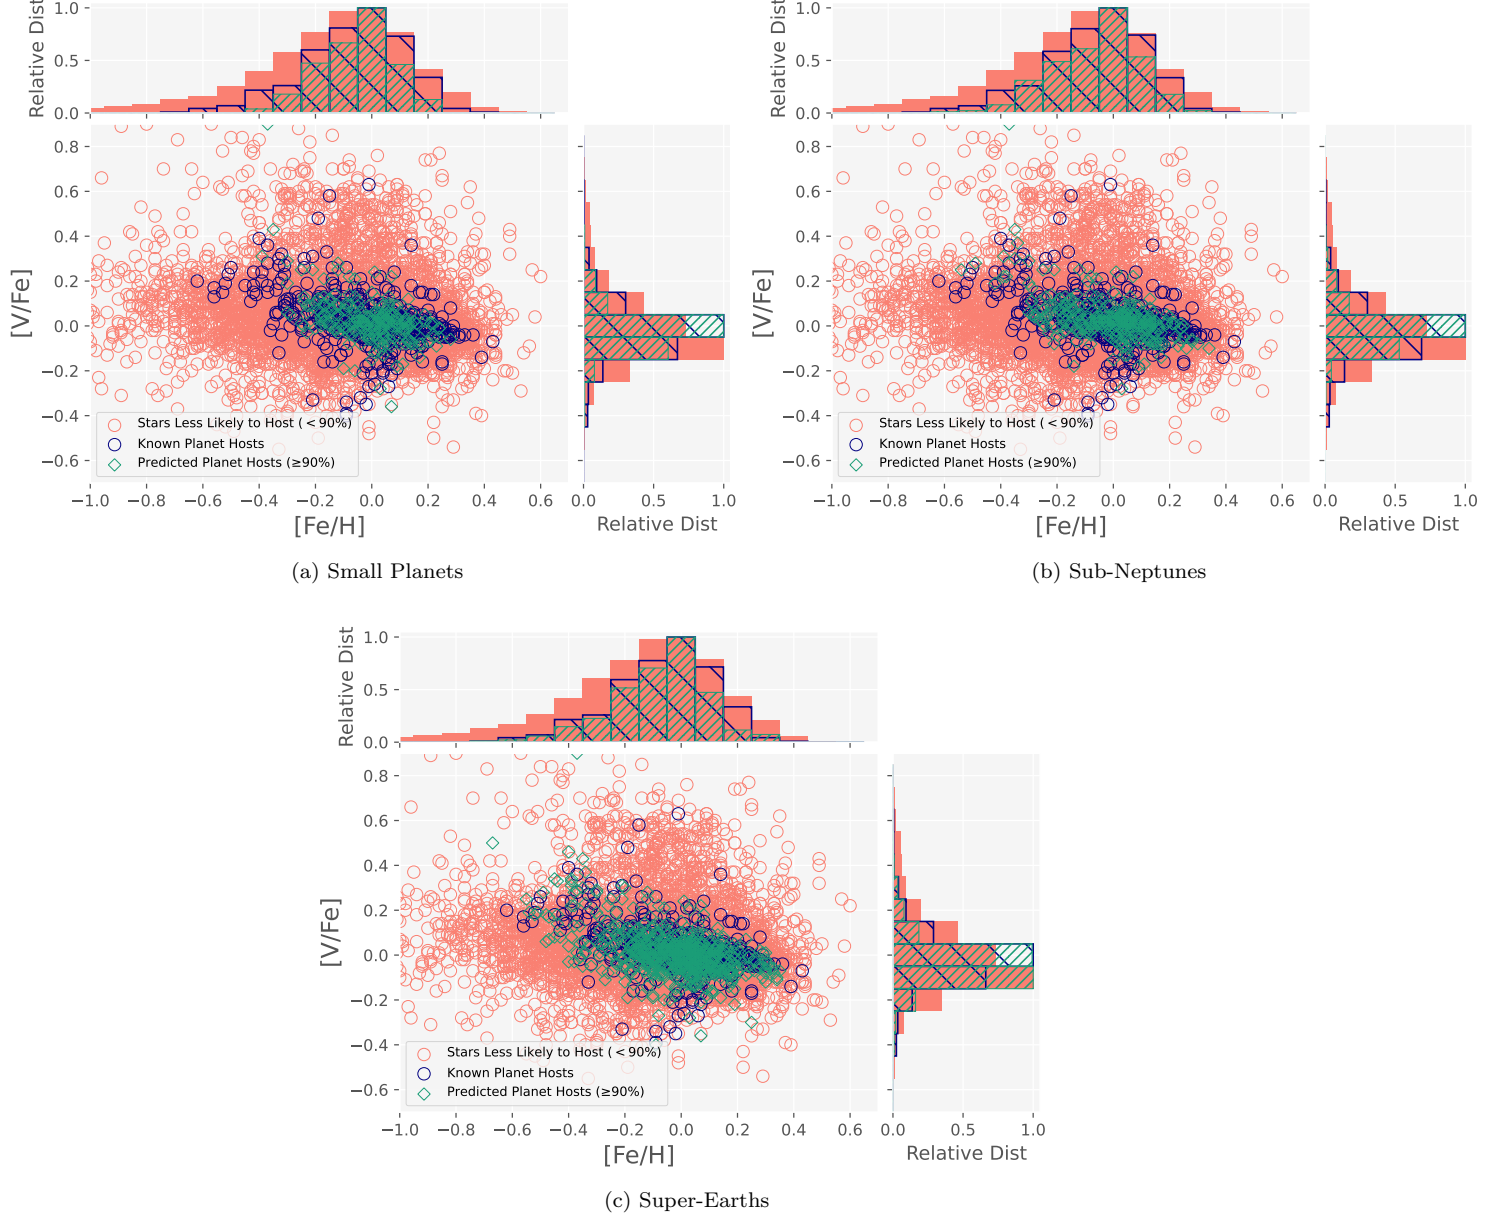 Relative Dist
1.0
0.5
0.0
[V/Fe]
0.8
0.6
0.4
0.2
0.0
−0.2
−0.4
−0.6
Stars Less Likely to Host (<90%)
Known Planet Hosts
Predicted Planet Hosts (≥90%)
−1.0 −0.8 −0.6 −0.4 −0.2 0.0 0.2 0.4 0.6
[Fe/H]
0.0 0.5 1.0
Relative Dist
(a) Small Planets
Relative Dist
1.0
0.5
0.0
[V/Fe]
0.8
0.6
0.4
0.2
0.0
−0.2
−0.4
−0.6
Stars Less Likely to Host (<90%)
Known Planet Hosts
Predicted Planet Hosts (≥90%)
−1.0 −0.8 −0.6 −0.4 −0.2 0.0 0.2 0.4 0.6
[Fe/H]
0.0 0.5 1.0
Relative Dist
(b) Sub-Neptunes
Relative Dist
1.0
0.5
0.0
[V/Fe]
0.8
0.6
0.4
0.2
0.0
−0.2
−0.4
−0.6
Stars Less Likely to Host (<90%)
Known Planet Hosts
Predicted Planet Hosts (≥90%)
−1.0 −0.8 −0.6 −0.4 −0.2 0.0 0.2 0.4 0.6
[Fe/H]
0.0 0.5 1.0
Relative Dist
(c) Super-Earths